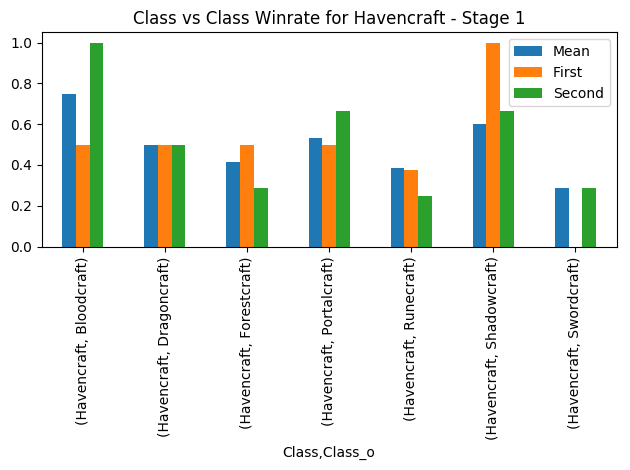 Class vs Class Winrate for Havencraft - Stage 1
1.0
0.8
0.6
0.4
0.2
0.0
Mean
First
Second
(Havencraft, Bloodcraft)
(Havencraft, Dragoncraft)
(Havencraft, Forestcraft)
(Havencraft, Portalcraft)
(Havencraft, Runecraft)
(Havencraft, Shadowcraft)
(Havencraft, Swordcraft)
Class,Class_o